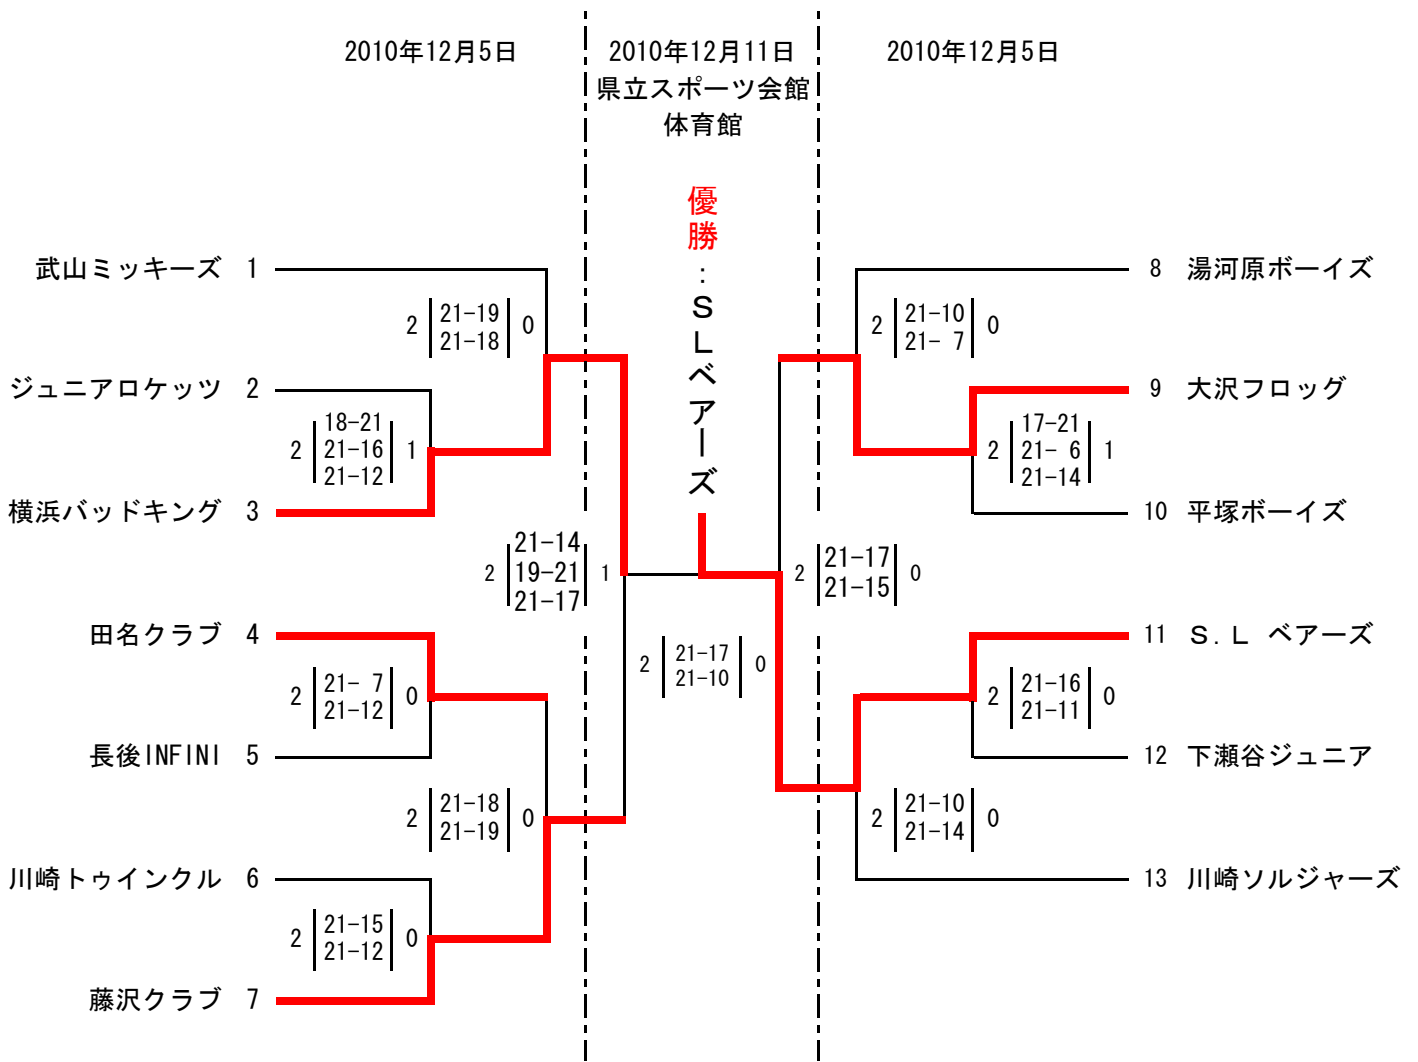 2010年12月5日
2010年12月11日
県立スポーツ会館
体育館
2010年12月5日
優勝：ＳＬベアーズ
武山ミッキーズ 1
2 21-19 0
21-18
ジュニアロケッツ 2
18-21
2 21-16 1
21-12
横浜バッドキング 3
21-14
2 19-21 1
21-17
田名クラブ 4
2 21- 7 0
21-12
長後INFINI 5
2 21-18 0
21-19
川崎トゥインクル 6
2 21-15 0
21-12
藤沢クラブ 7
2 21-17 0
21-10
8 湯河原ボーイズ
2 21-10 0
21- 7
9 大沢フロッグ
17-21
2 21- 6 1
21-14
10 平塚ボーイズ
2 21-17 0
21-15
11 Ｓ．Ｌ ベアーズ
2 21-16 0
21-11
12 下瀬谷ジュニア
2 21-10 0
21-14
13 川崎ソルジャーズ